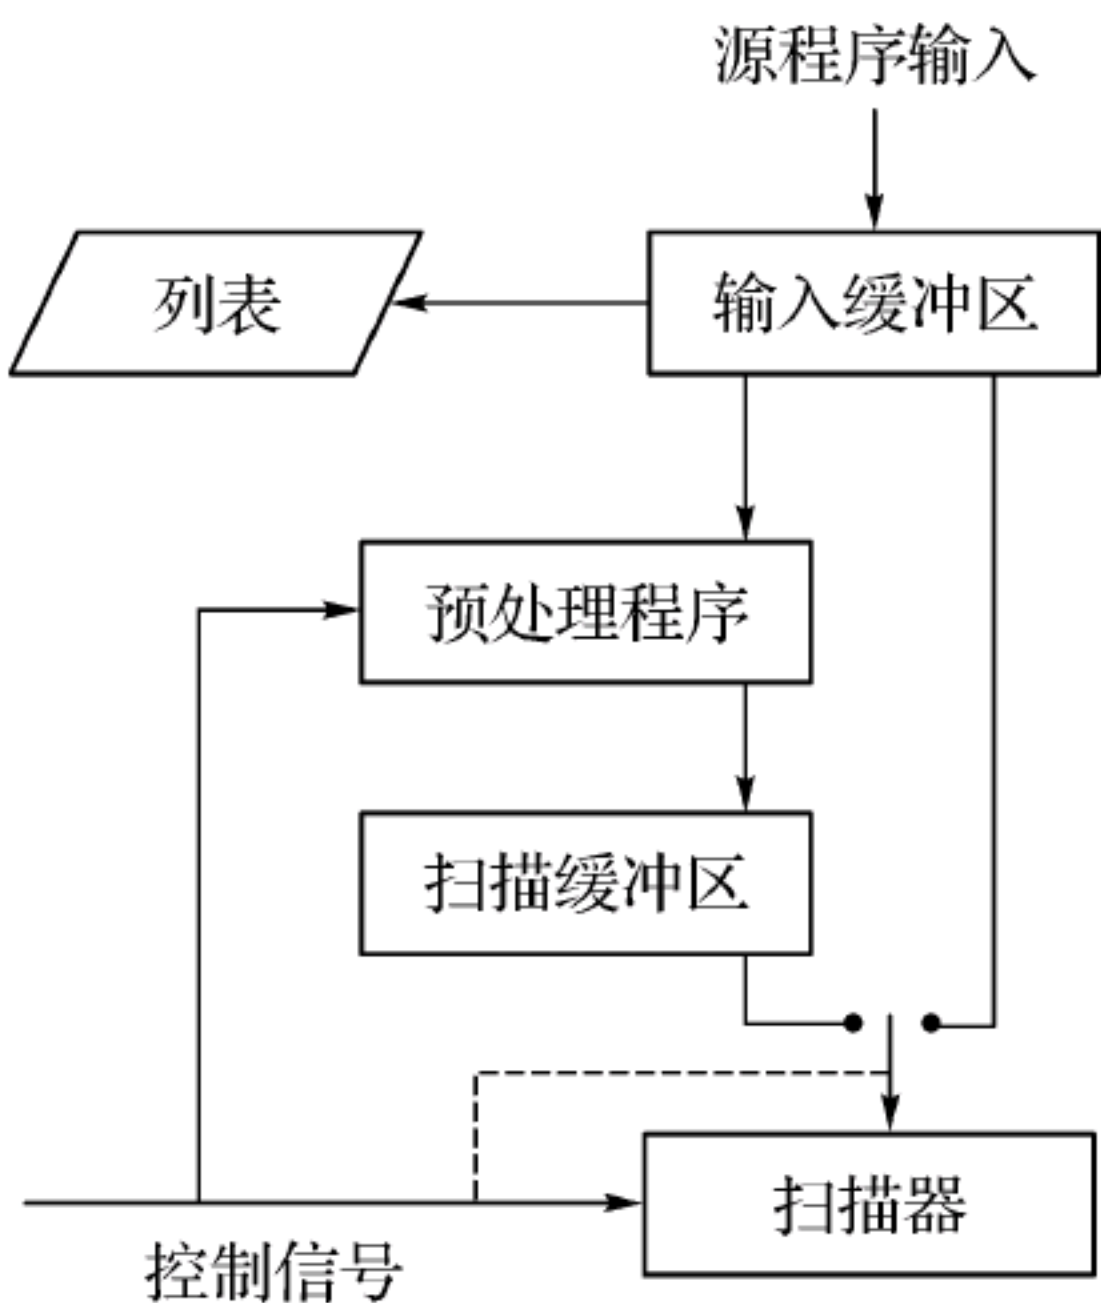 源程序输入
列表
输入缓冲区
预处理程序
扫描缓冲区
扫描器
控制信号